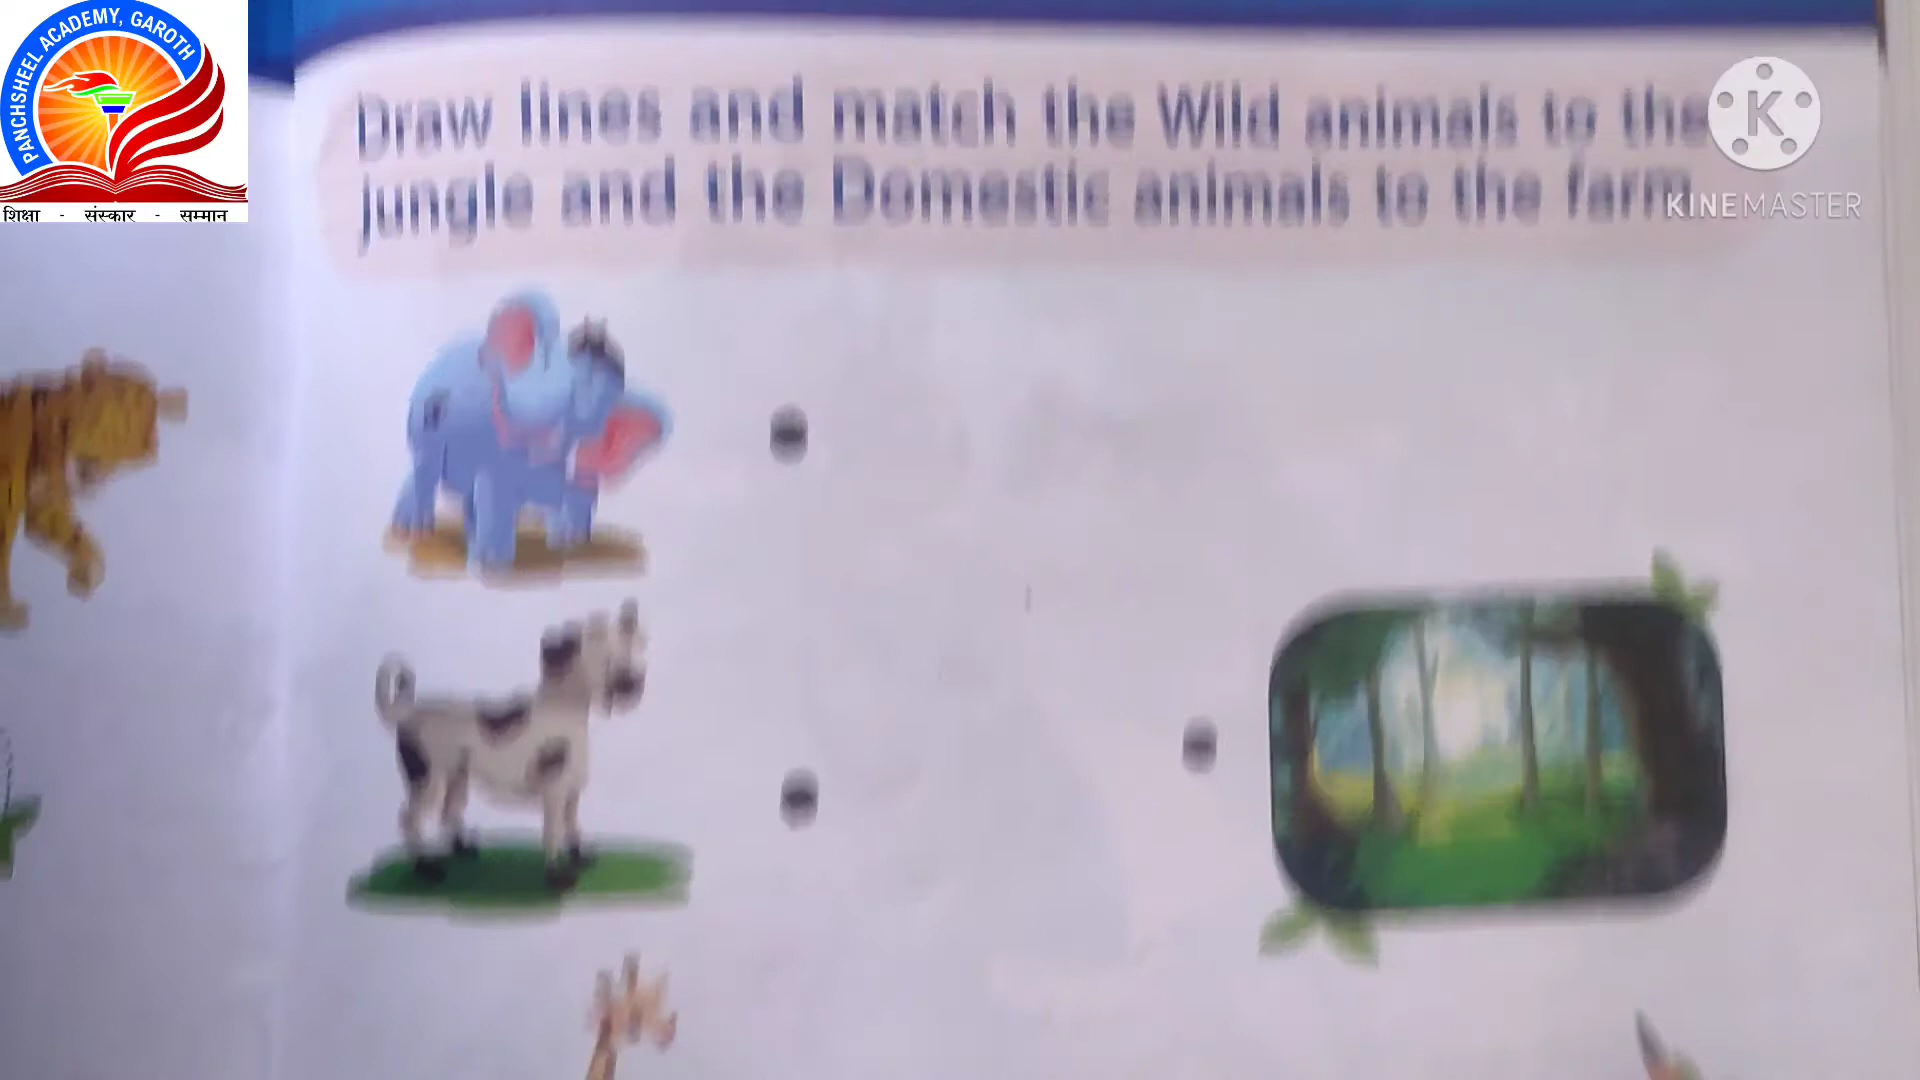 PANCHSHEEL ACADEMY, GAROTH
शिक्षा - संस्कार - सम्मान
Draw lines and match the Wild animals to the
jungle and the Domestic animals to the farm
K
KINEMASTER